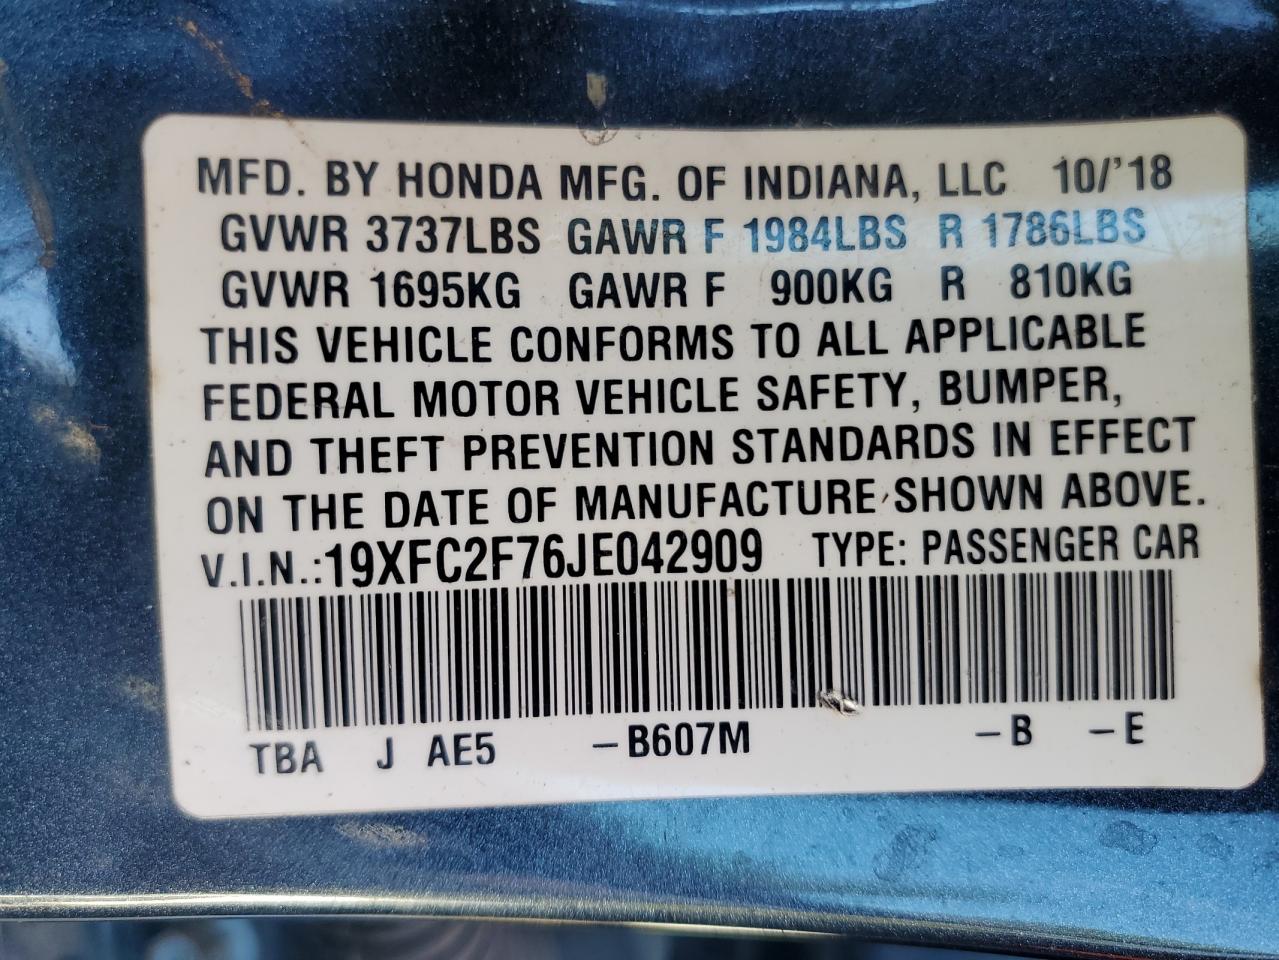 MFD. BY HONDA MFG. OF INDIANA, LLC 10/'18
GVWR 3737LBS GAWR F 1984LBS R 1786LBS
GVWR 1695KG GAWR F 900KG R 810KG
THIS VEHICLE CONFORMS TO ALL APPLICABLE
FEDERAL MOTOR VEHICLE SAFETY, BUMPER,
AND THEFT PREVENTION STANDARDS IN EFFECT
ON THE DATE OF MANUFACTURE SHOWN ABOVE.
V.I.N.:19XFC2F76JE042909 TYPE: PASSENGER CAR
TBA J AE5 –B607M –B –E